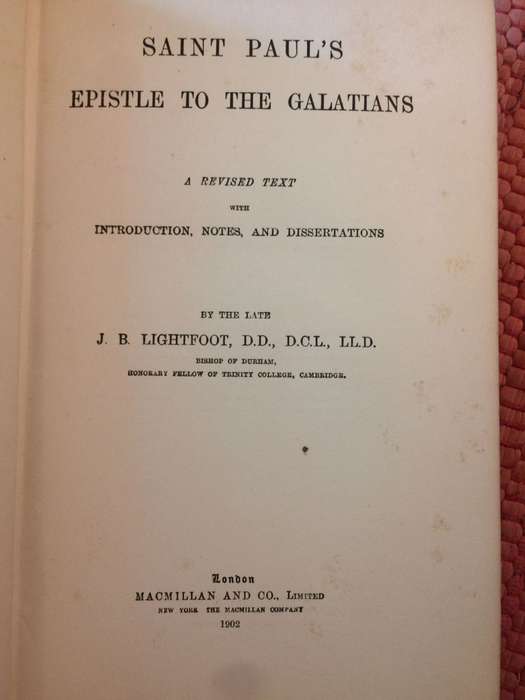 SAINT PAUL'S
EPISTLE TO THE GALATIANS
A REVISED TEXT
WITH
INTRODUCTION, NOTES, AND DISSERTATIONS
BY THE LATE
J. B. LIGHTFOOT, D.D., D.C.L., LL.D.
BISHOP OF DURHAM,
HONORARY FELLOW OF TRINITY COLLEGE, CAMBRIDGE.
London
MACMILLAN AND CO., LIMITED
NEW YORK THE MACMILLAN COMPANY
1902